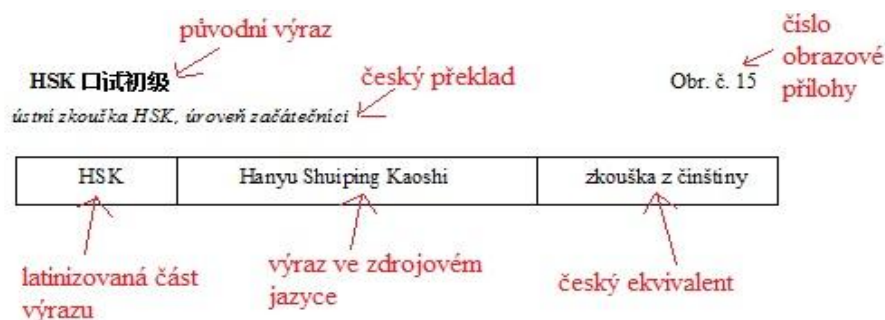 původní výraz
číslo
obrazové
přílohy
HSK 口试初级
Obr. č. 15
český překlad
ústní zkouška HSK, úroveň začátečníci
HSK
Hanyu Shuiping Kaoshi
zkouška z činštiny
latinizovaná část
výrazu
výraz ve zdrojovém
jazyce
český ekvivalent